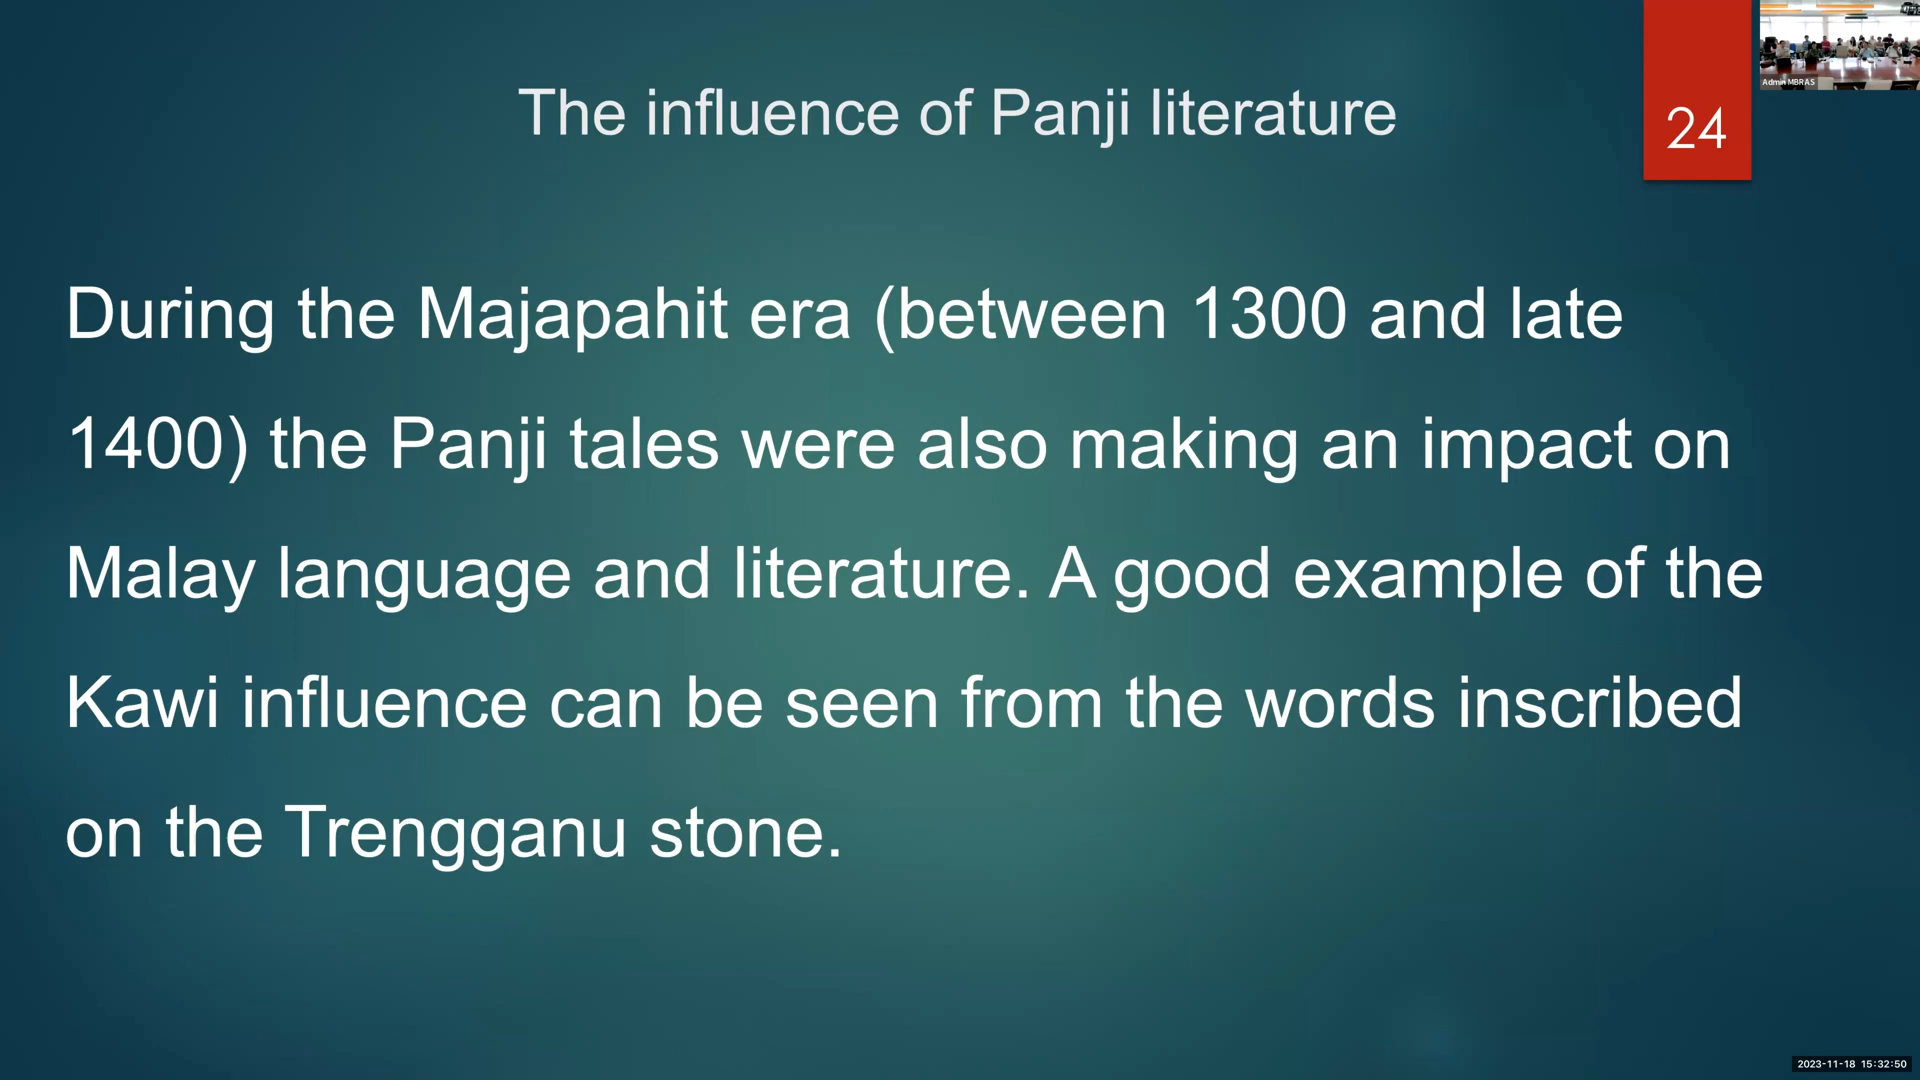 The influence of Panji literature
24
Admin MBRAS
During the Majapahit era (between 1300 and late
1400) the Panji tales were also making an impact on
Malay language and literature. A good example of the
Kawi influence can be seen from the words inscribed
on the Trengganu stone.
2023-11-18 15:32:50